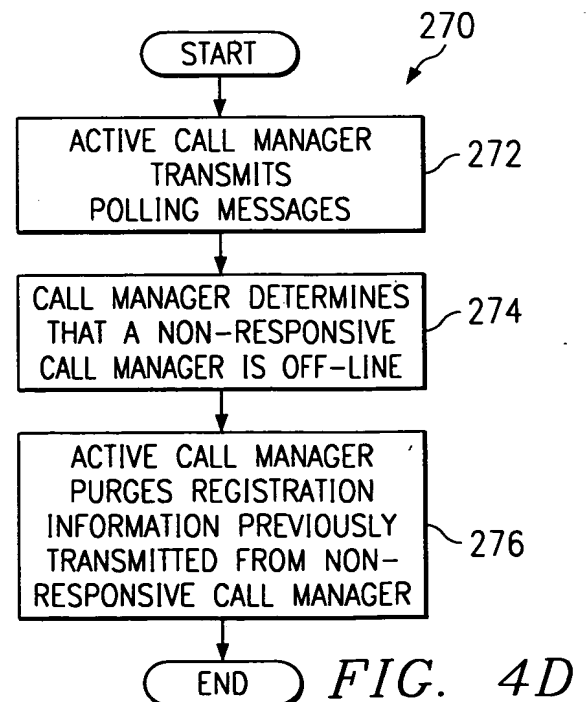 270
START
ACTIVE CALL MANAGER
TRANSMITS
POLLING MESSAGES
272
CALL MANAGER DETERMINES
THAT A NON-RESPONSIVE
CALL MANAGER IS OFF-LINE
274
ACTIVE CALL MANAGER
PURGES REGISTRATION
INFORMATION PREVIOUSLY
TRANSMITTED FROM NON-
RESPONSIVE CALL MANAGER
276
END
FIG. 4D